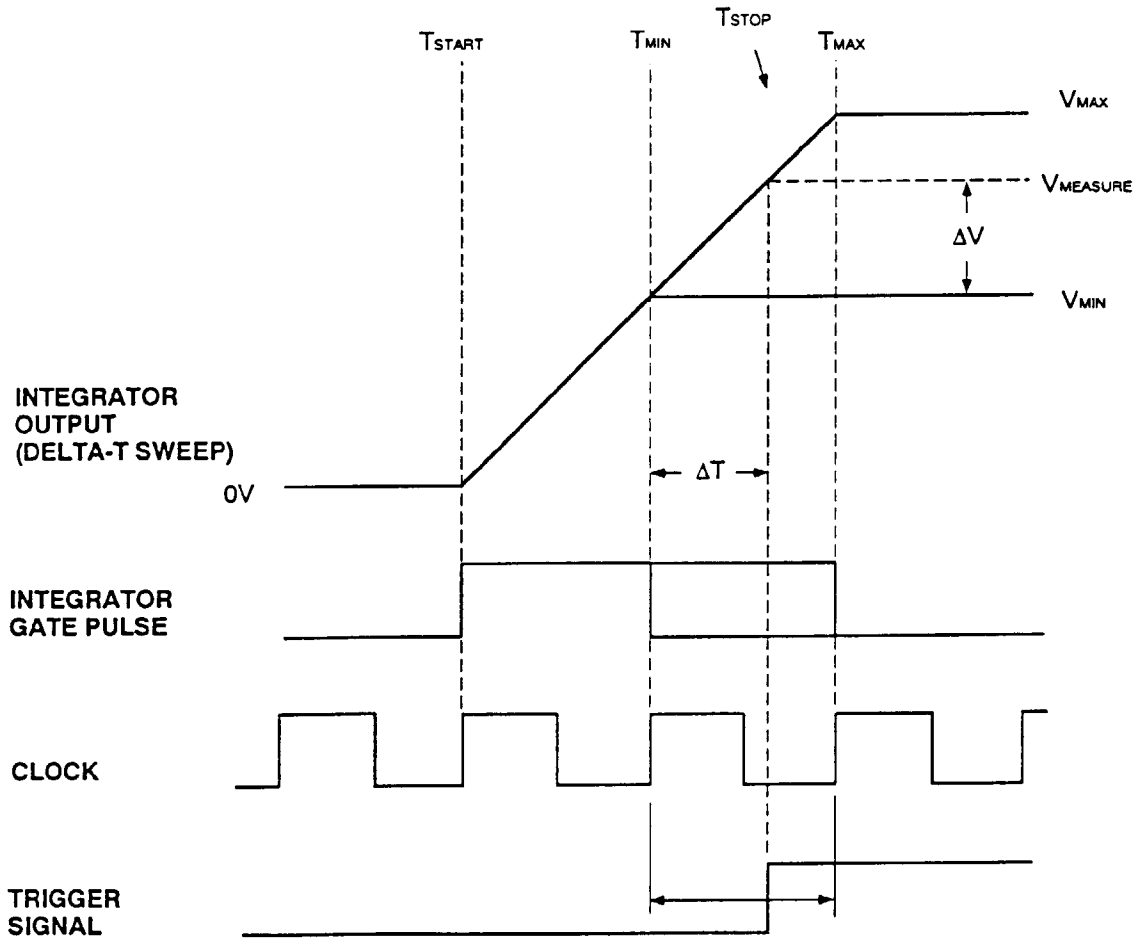 TSTOP
TSTART
TMIN
TMAX
VMAX
VMEASURE
ΔV
VMIN
INTEGRATOR
OUTPUT
(DELTA-T SWEEP)
ΔT
0V
INTEGRATOR
GATE PULSE
CLOCK
TRIGGER
SIGNAL